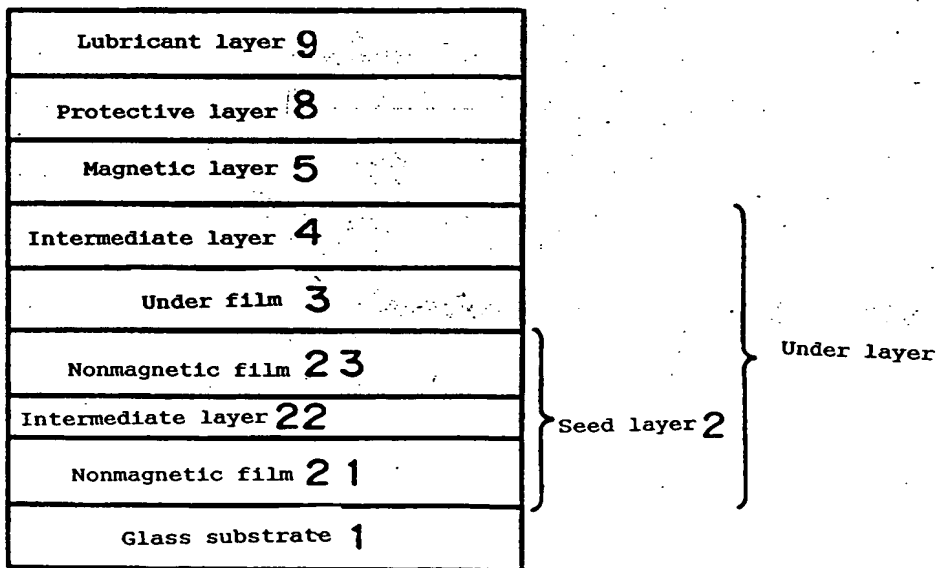 Lubricant layer 9
Protective layer 8
Magnetic layer 5
Intermediate layer 4
Under film 3
Nonmagnetic film 23
Intermediate layer 22
Nonmagnetic film 21
Glass substrate 1
Seed layer 2
Under layer